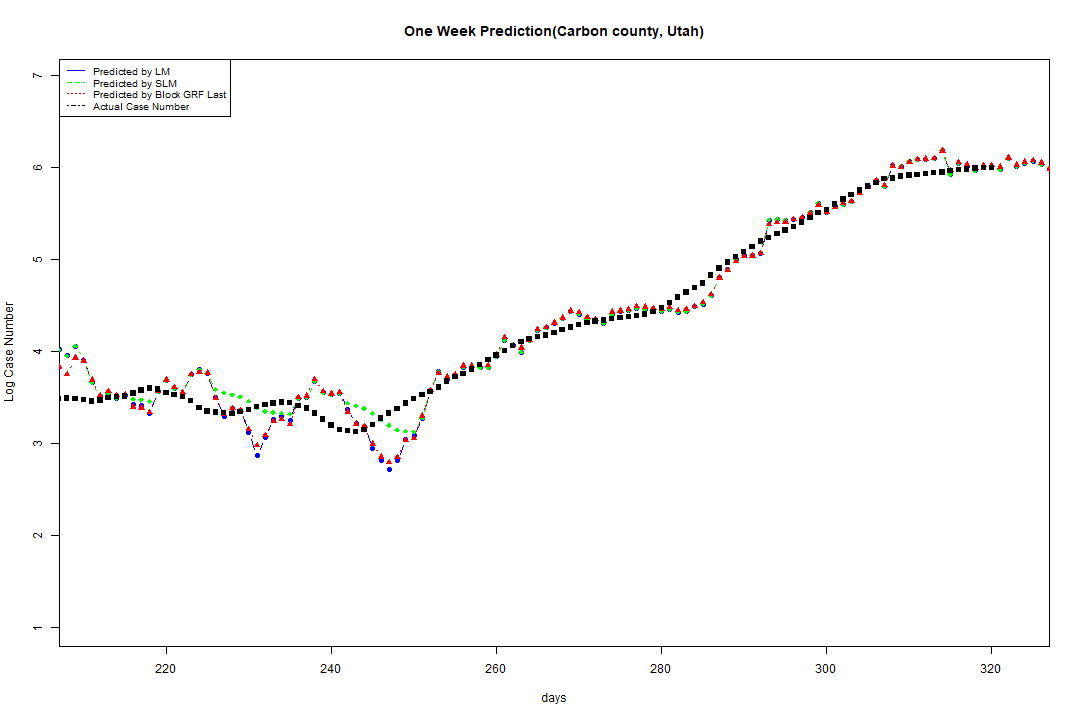 One Week Prediction(Carbon county, Utah)
Predicted by LM
Predicted by SLM
Predicted by Block GRF Last
Actual Case Number
7
6
5
4
3
2
1
Log Case Number
220 240 260 280 300 320
days